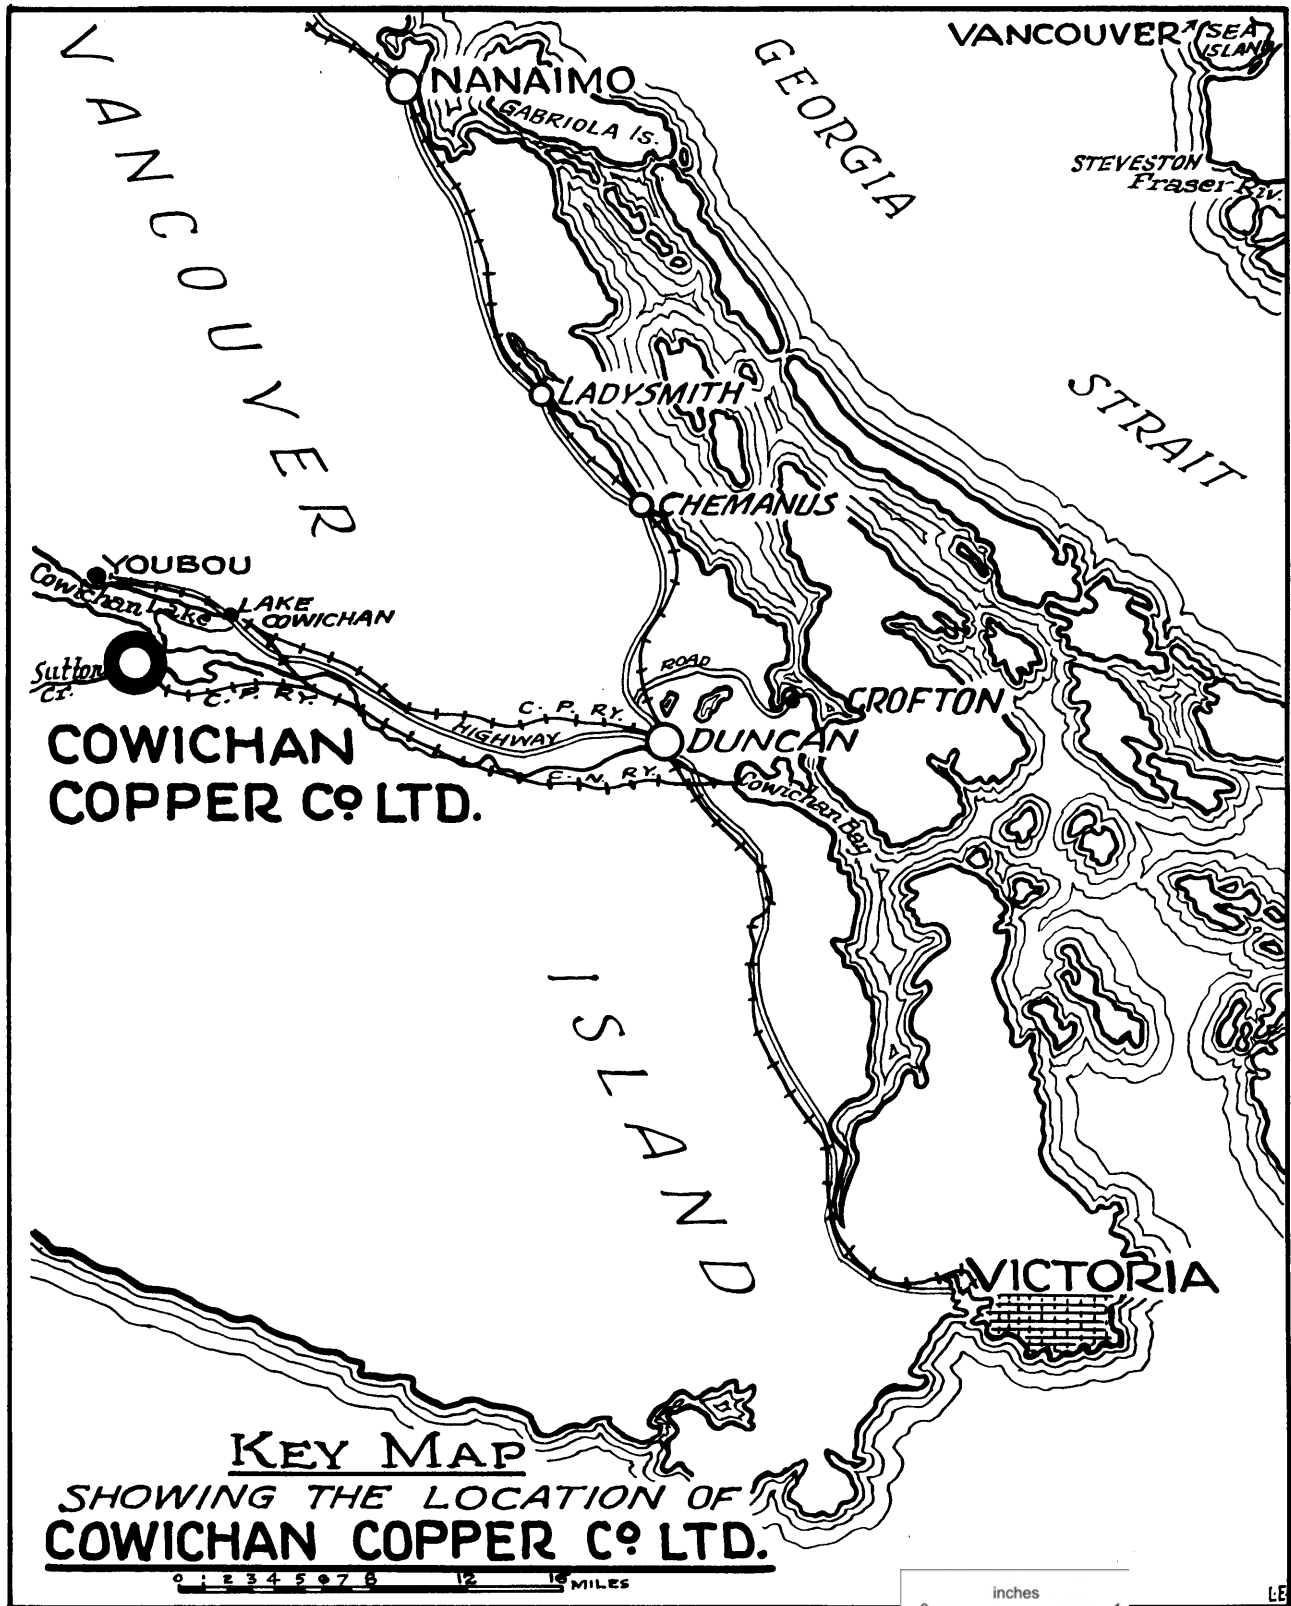 VANCOUVER
SEA
ISLAND
NANAIMO
GABRIOLA Is.
GEORGIA
STRAIT
STEVESTON
Fraser Riv.
VANCOUVER
ISLAND
LADYSMITH
CHEMANUS
YOUBOU
Cowichan Lake
LAKE
COWICHAN
Sutton
Cr.
C. P. RY.
ROAD
CROFTON
C. P. RY.
HIGHWAY
DUNCAN
C. N. RY.
Cowichan Bay
COWICHAN
COPPER Co LTD.
VICTORIA
KEY MAP
SHOWING THE LOCATION OF
COWICHAN COPPER Co LTD.
0 1 2 3 4 5 6 7 8 12 16 MILES
inches
L.E.